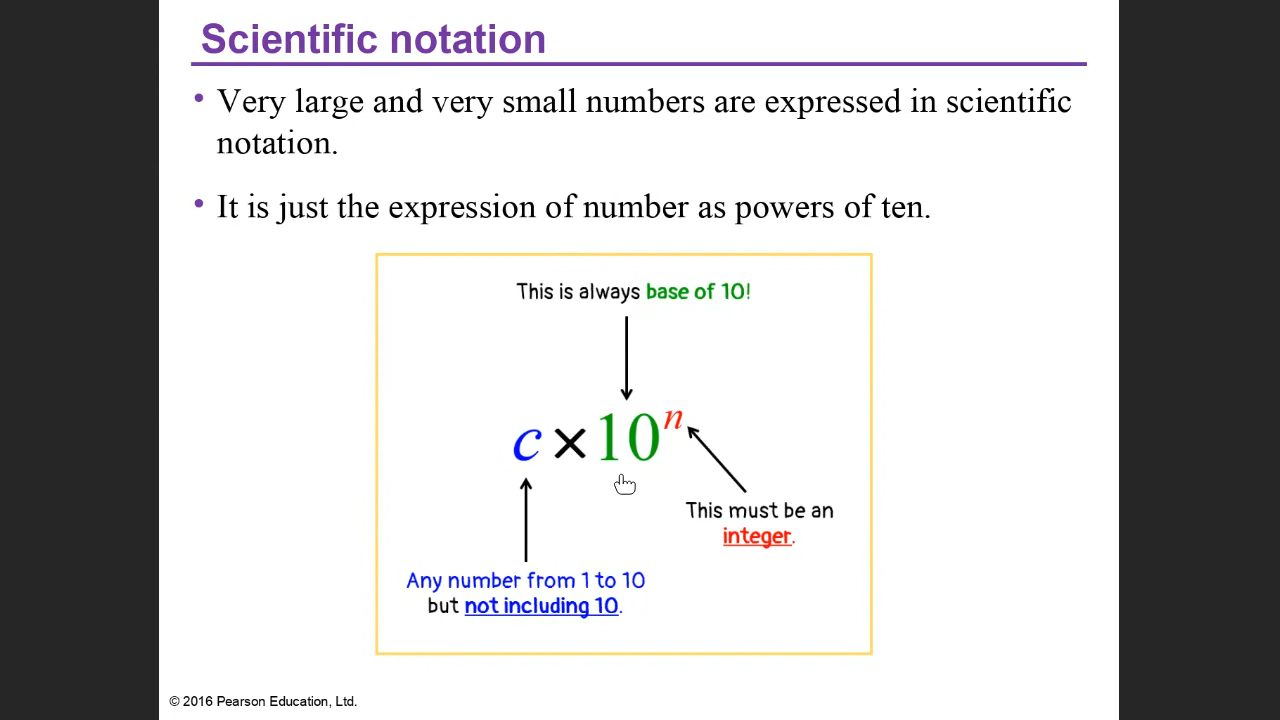 Scientific notation
• Very large and very small numbers are expressed in scientific
notation.
• It is just the expression of number as powers of ten.
This is always base of 10!
c × 10ⁿ
This must be an
integer.
Any number from 1 to 10
but not including 10.
© 2016 Pearson Education, Ltd.